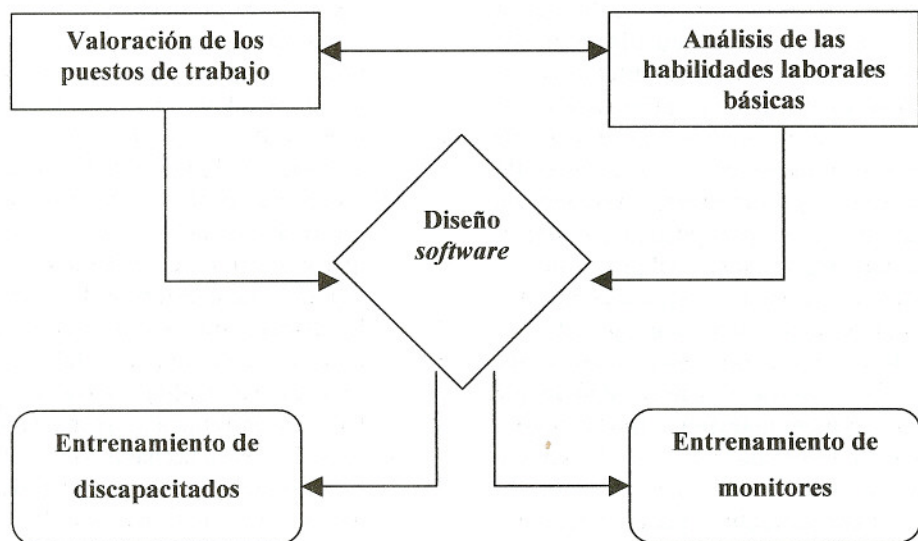 Valoración de los
puestos de trabajo
Análisis de las
habilidades laborales
básicas
Diseño
software
Entrenamiento de
discapacitados
Entrenamiento de
monitores